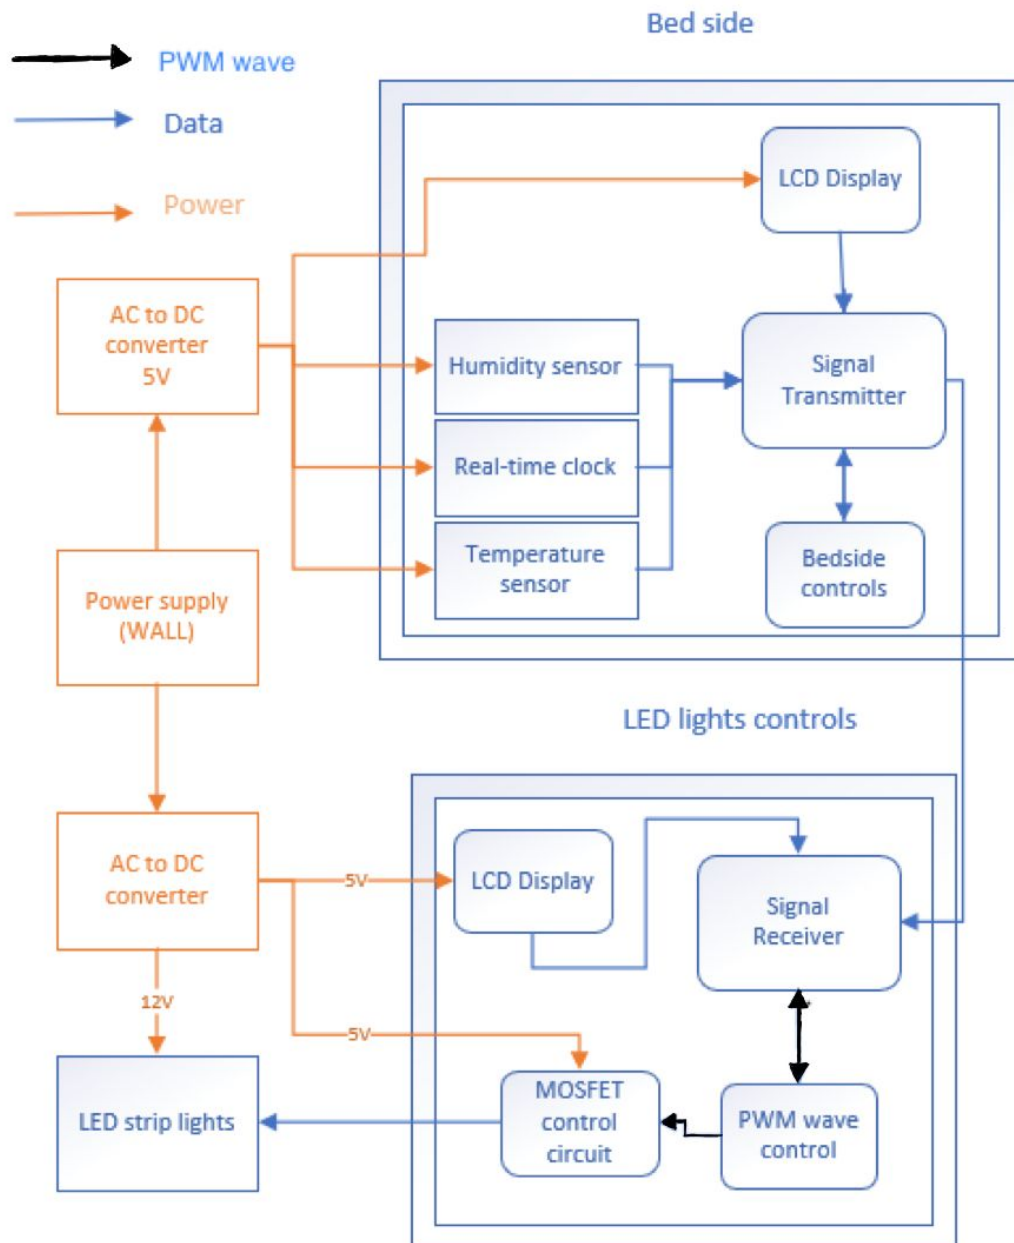 Bed side
PWM wave
Data
Power
LCD Display
AC to DC
converter
5V
Humidity sensor
Signal
Transmitter
Real-time clock
Temperature
sensor
Bedside
controls
Power supply
(WALL)
LED lights controls
AC to DC
converter
5V
LCD Display
Signal
Receiver
12V
5V
LED strip lights
MOSFET
control
circuit
PWM wave
control